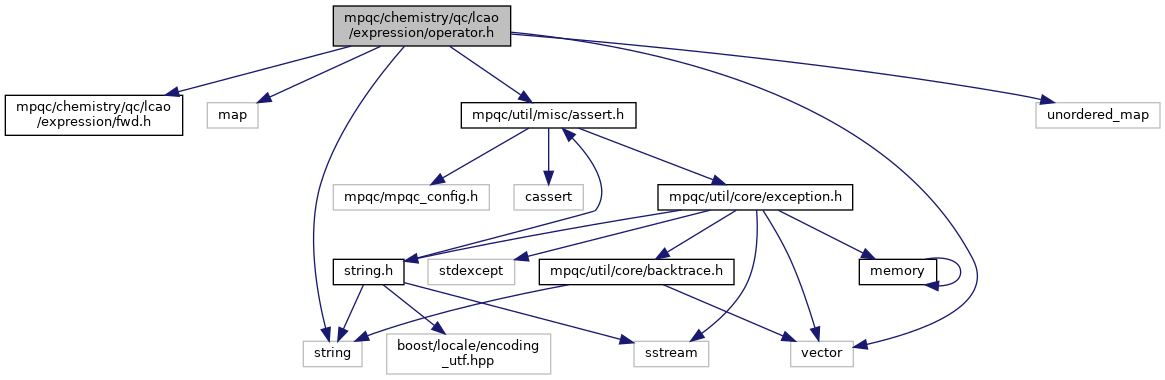 mpqc/chemistry/qc/lcao
/expression/operator.h
mpqc/chemistry/qc/lcao
/expression/fwd.h
map
mpqc/util/misc/assert.h
unordered_map
mpqc/mpqc_config.h
cassert
mpqc/util/core/exception.h
string.h
stdexcept
mpqc/util/core/backtrace.h
memory
string
boost/locale/encoding
_utf.hpp
sstream
vector